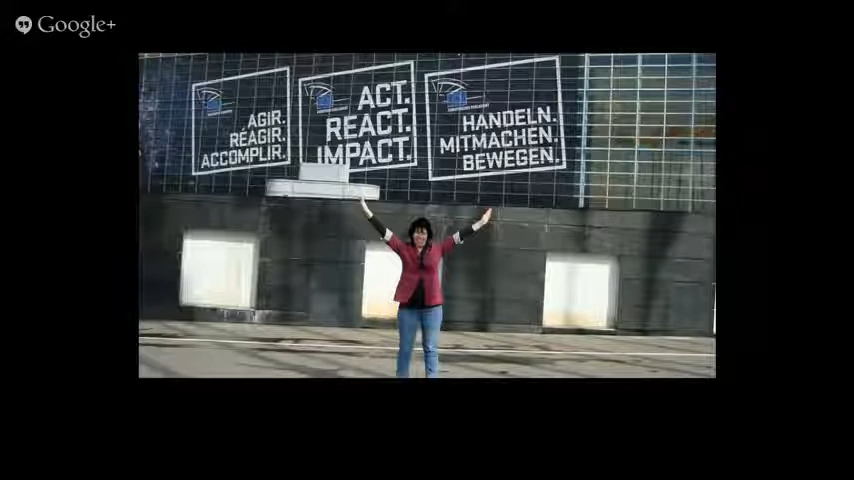 Google+
AGIR.
RÉAGIR.
ACCOMPLIR.
ACT.
REACT.
IMPACT.
HANDELN.
MITMACHEN.
BEWEGEN.